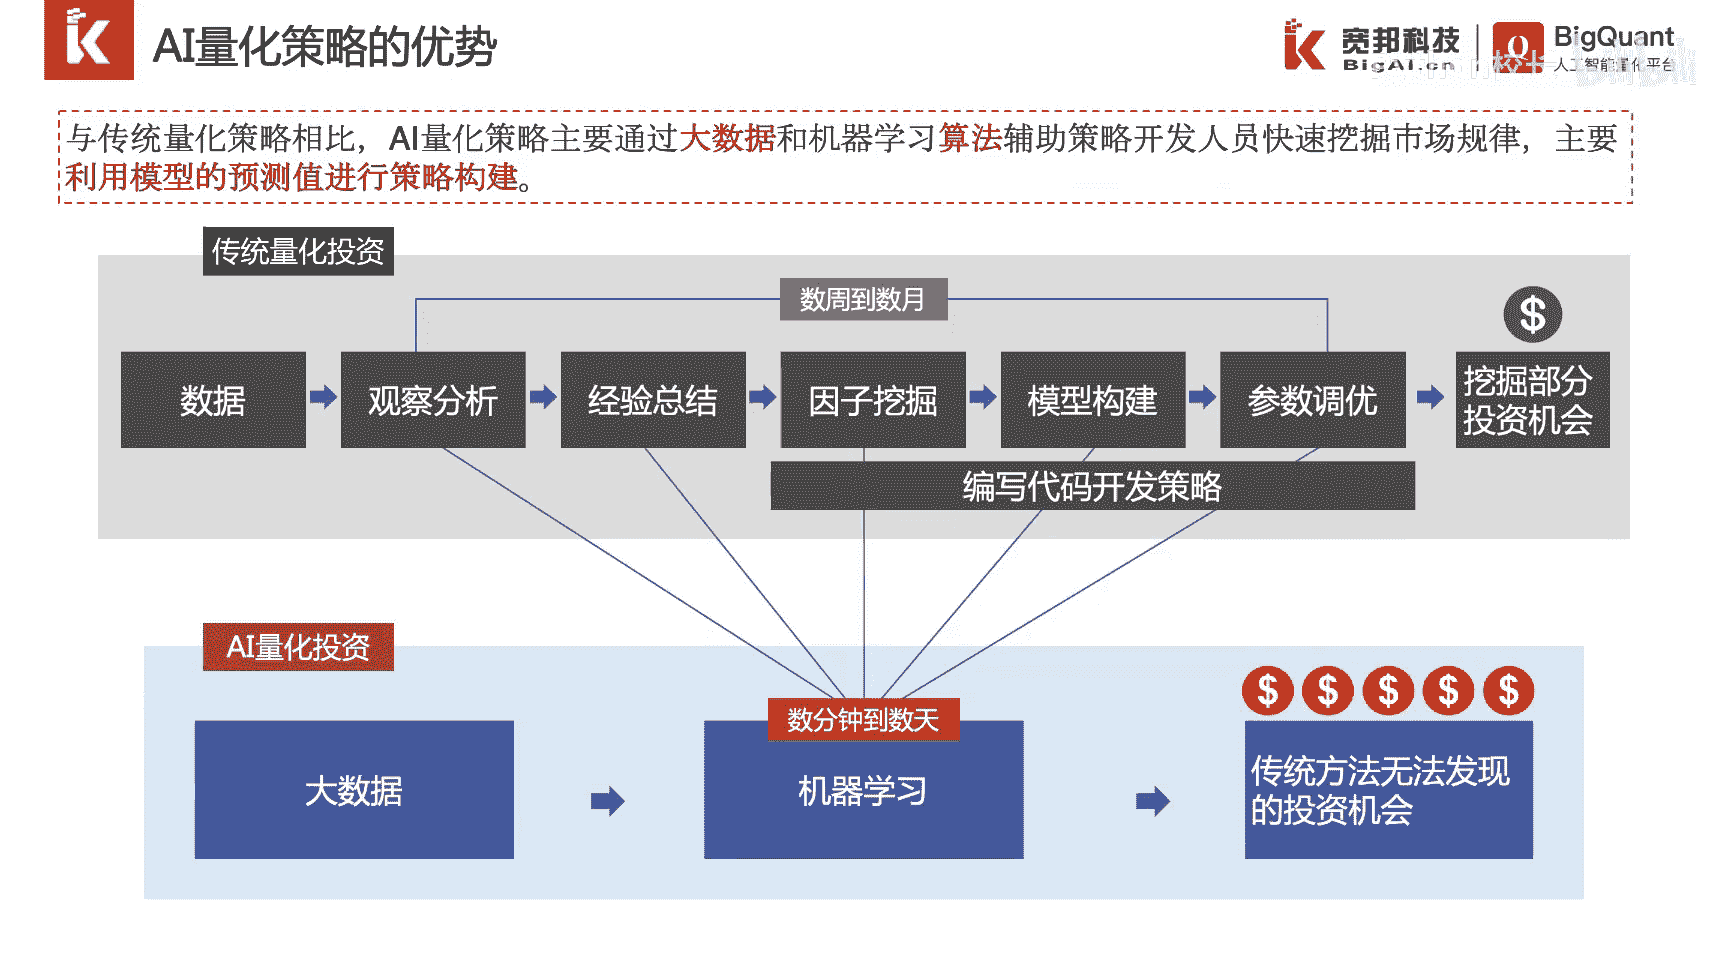 AI量化策略的优势
宽邦科技
BigAI.cn
BigQuant
人工智能量化平台
与传统量化策略相比，AI量化策略主要通过大数据和机器学习算法辅助策略开发人员快速挖掘市场规律，主要
利用模型的预测值进行策略构建。
传统量化投资
数周到数月
$
数据
观察分析
经验总结
因子挖掘
模型构建
参数调优
挖掘部分
投资机会
编写代码开发策略
AI量化投资
$ $ $ $ $
数分钟到数天
大数据
机器学习
传统方法无法发现
的投资机会